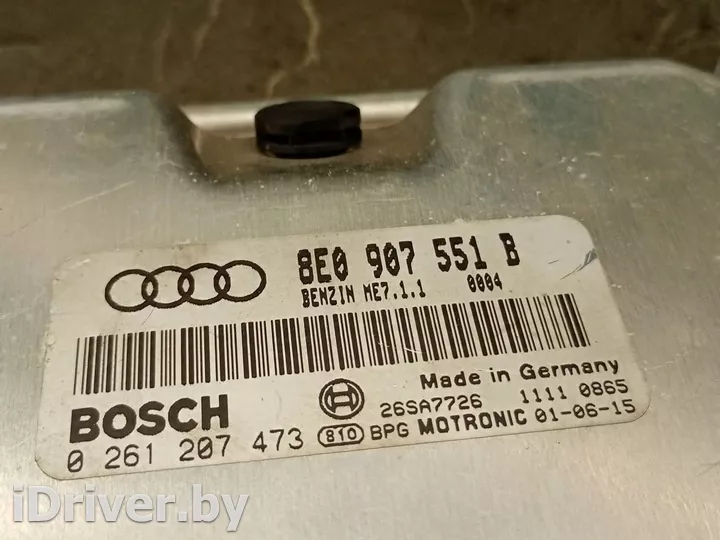 8E0 907 551 B
BENZIN ME7.1.1 0004
Made in Germany
BOSCH 26SA7726 1111 0865
0 261 207 473 810 BPG MOTRONIC 01-06-15
iDriver.by